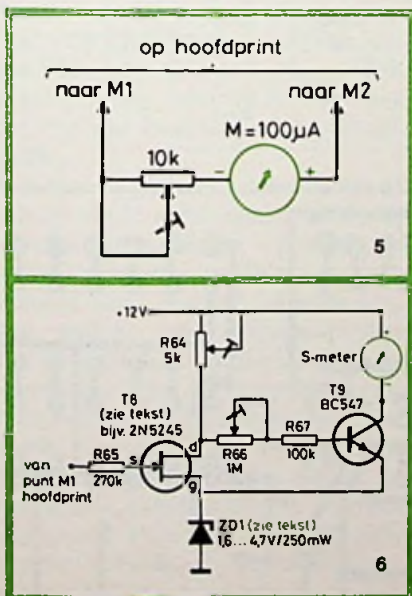 op hoofdprint
naar M1
naar M2
M=100µA
10k
-
+
5
+12V
R64
5k
S-meter
T8
(zie tekst)
bijv. 2N5245
T9
BC547
d
R66
1M
R67
100k
van
punt M1
hoofdprint
R65
270k
s
g
ZD1 (zie tekst)
1,6...4,7V/250mW
6